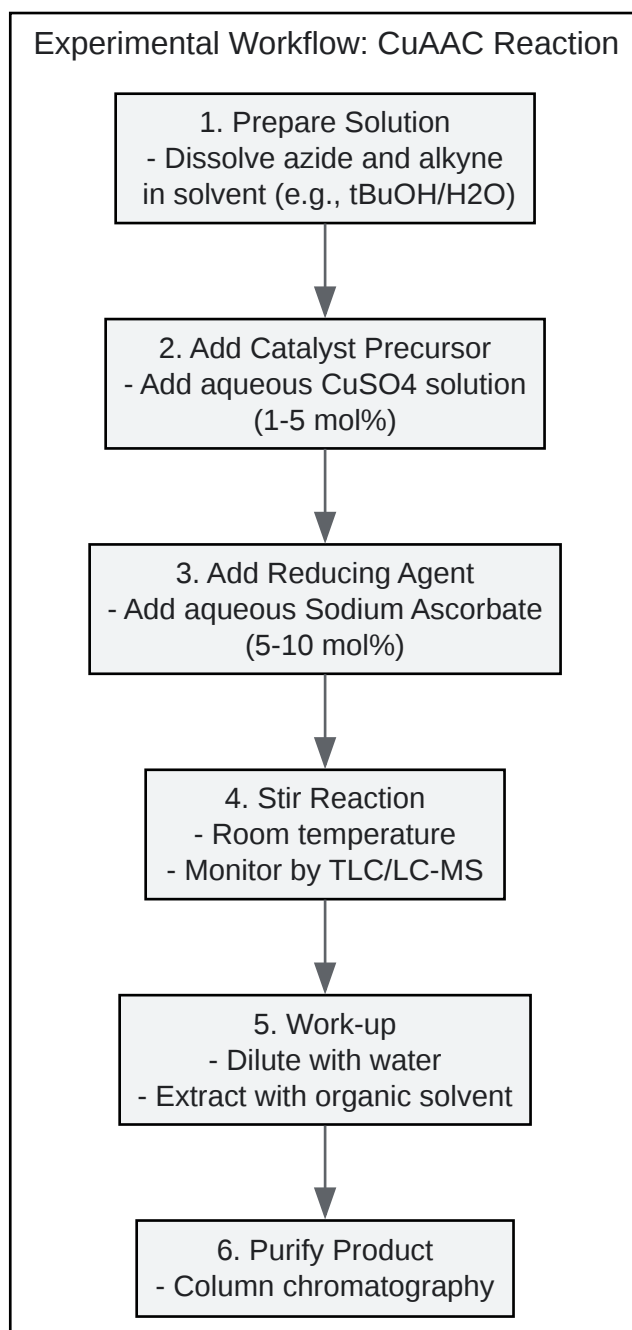 Experimental Workflow: CuAAC Reaction
1. Prepare Solution
- Dissolve azide and alkyne
in solvent (e.g., tBuOH/H2O)
2. Add Catalyst Precursor
- Add aqueous CuSO4 solution
(1-5 mol%)
3. Add Reducing Agent
- Add aqueous Sodium Ascorbate
(5-10 mol%)
4. Stir Reaction
- Room temperature
- Monitor by TLC/LC-MS
5. Work-up
- Dilute with water
- Extract with organic solvent
6. Purify Product
- Column chromatography